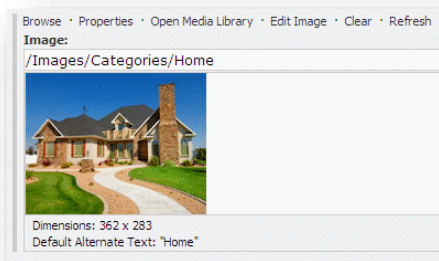 Browse · Properties · Open Media Library · Edit Image · Clear · Refresh
Image:
/Images/Categories/Home
Dimensions: 362 x 283
Default Alternate Text: "Home"